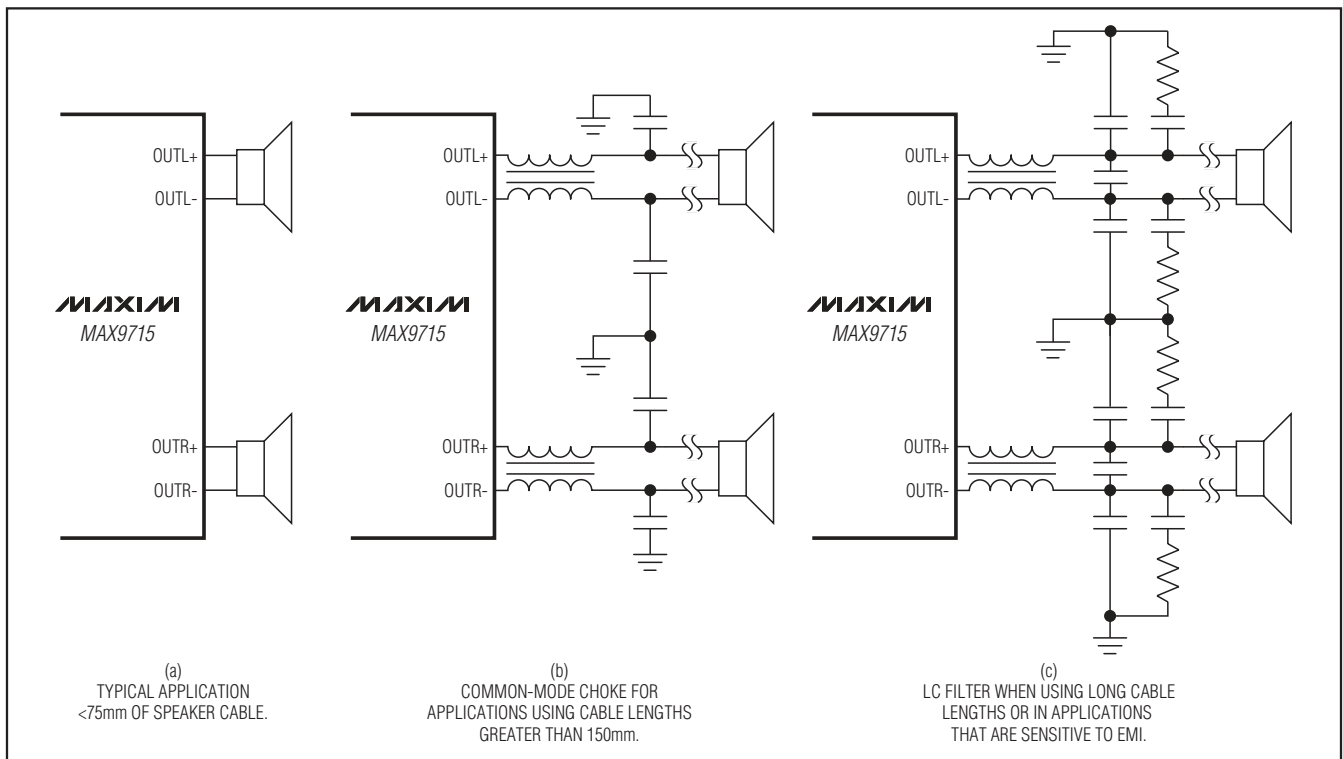 OUTL+
OUTL-
MAXIM
MAX9715
OUTR+
OUTR-
(a)
TYPICAL APPLICATION
<75mm OF SPEAKER CABLE.
OUTL+
OUTL-
MAXIM
MAX9715
OUTR+
OUTR-
(b)
COMMON-MODE CHOKE FOR
APPLICATIONS USING CABLE LENGTHS
GREATER THAN 150mm.
OUTL+
OUTL-
MAXIM
MAX9715
OUTR+
OUTR-
(c)
LC FILTER WHEN USING LONG CABLE
LENGTHS OR IN APPLICATIONS
THAT ARE SENSITIVE TO EMI.